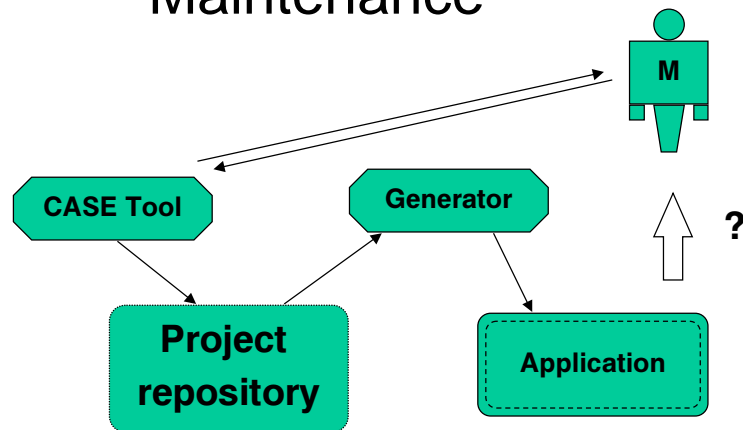 Maintenance
M
CASE Tool
Generator
?
Project
repository
Application